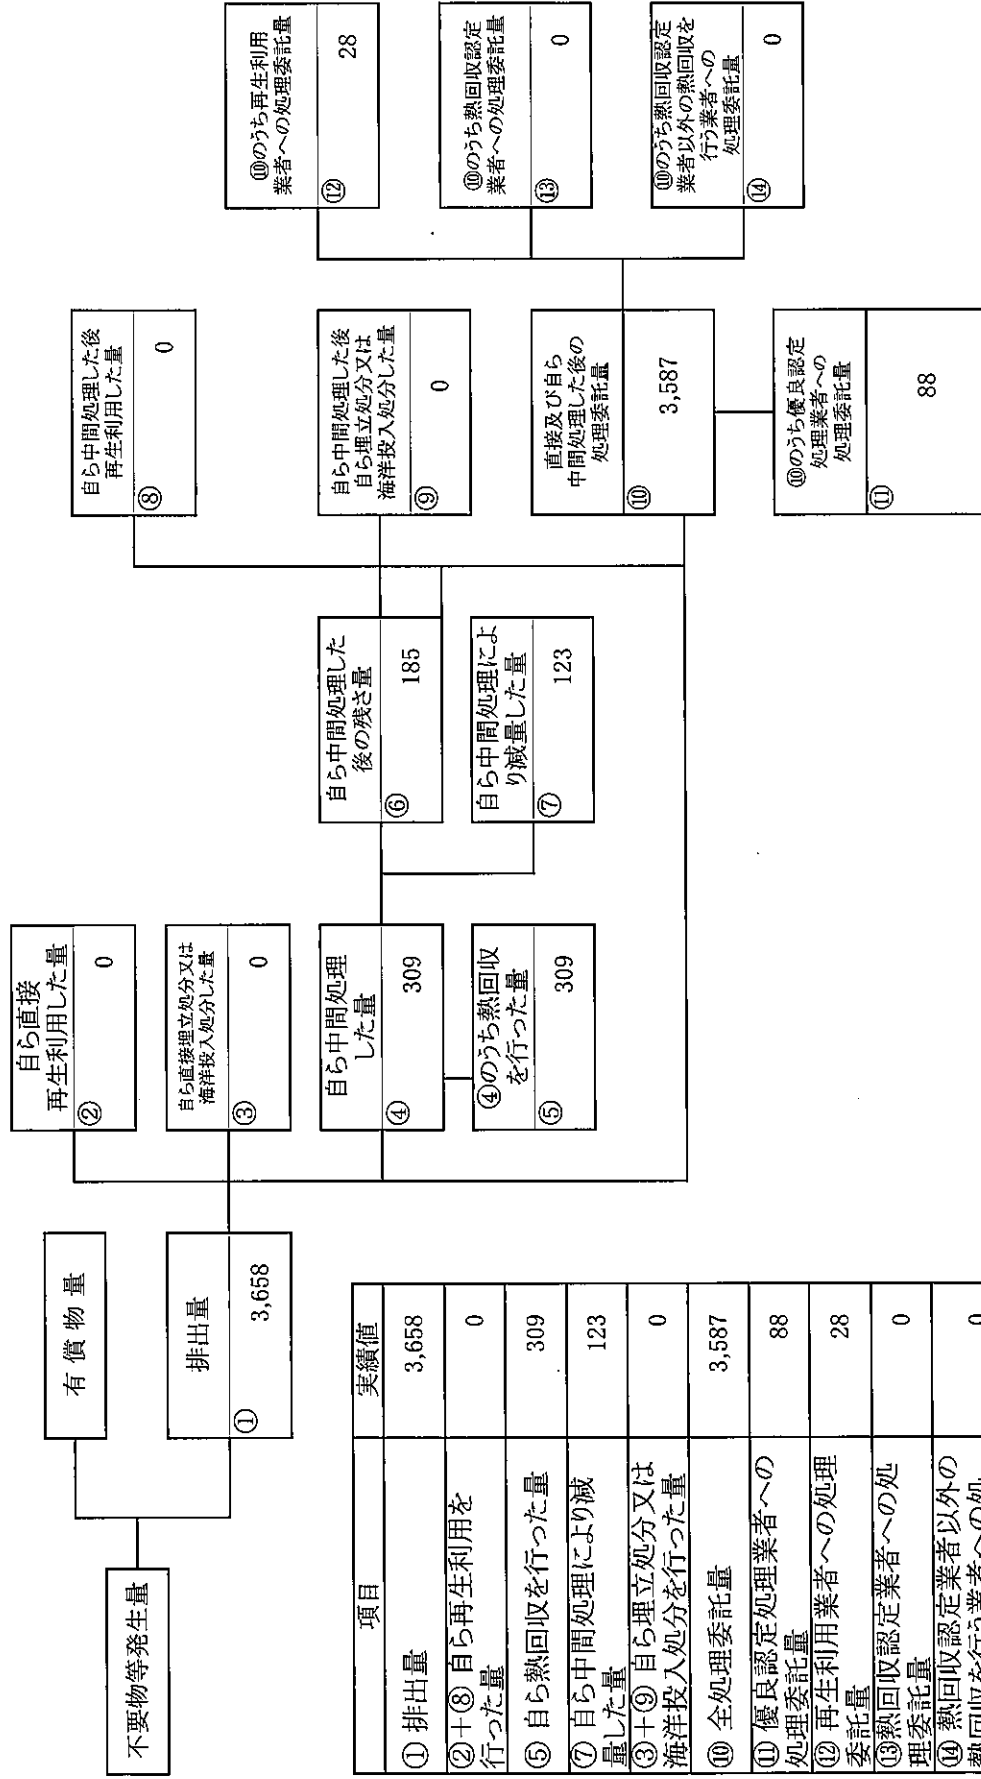 不要物等発生量
有償物量
排出量
①
3,658
自ら直接
再生利用した量
②
0
自ら直接埋立処分又は
海洋投入処分した量
③
0
自ら中間処理
した量
④
309
④のうち熱回収
を行った量
⑤
309
自ら中間処理した
後の残さ量
⑥
185
自ら中間処理によ
り減量した量
⑦
123
自ら中間処理した後
再生利用した量
⑧
0
自ら中間処理した後
自ら埋立処分又は
海洋投入処分した量
⑨
0
直接及び自ら
中間処理した後の
処理委託量
⑩
3,587
⑩のうち優良認定
処理業者への
処理委託量
⑪
88
⑩のうち再生利用
業者への処理委託量
⑫
28
⑩のうち熱回収認定
業者への処理委託量
⑬
0
⑩のうち熱回収認定
業者以外の熱回収を
行う業者への
処理委託量
⑭
0
項目 実績値
①排出量 3,658
②+⑧自ら再生利用を
行った量 0
⑤自ら熱回収を行った量 309
⑦自ら中間処理により減
量した量 123
③+⑨自ら埋立処分又は
海洋投入処分を行った量 0
⑩全処理委託量 3,587
⑪優良認定処理業者への
処理委託量 88
⑫再生利用業者への処理
委託量 28
⑬熱回収認定業者への処
理委託量 0
⑭熱回収認定業者以外の
熱回収を行う業者への処 0